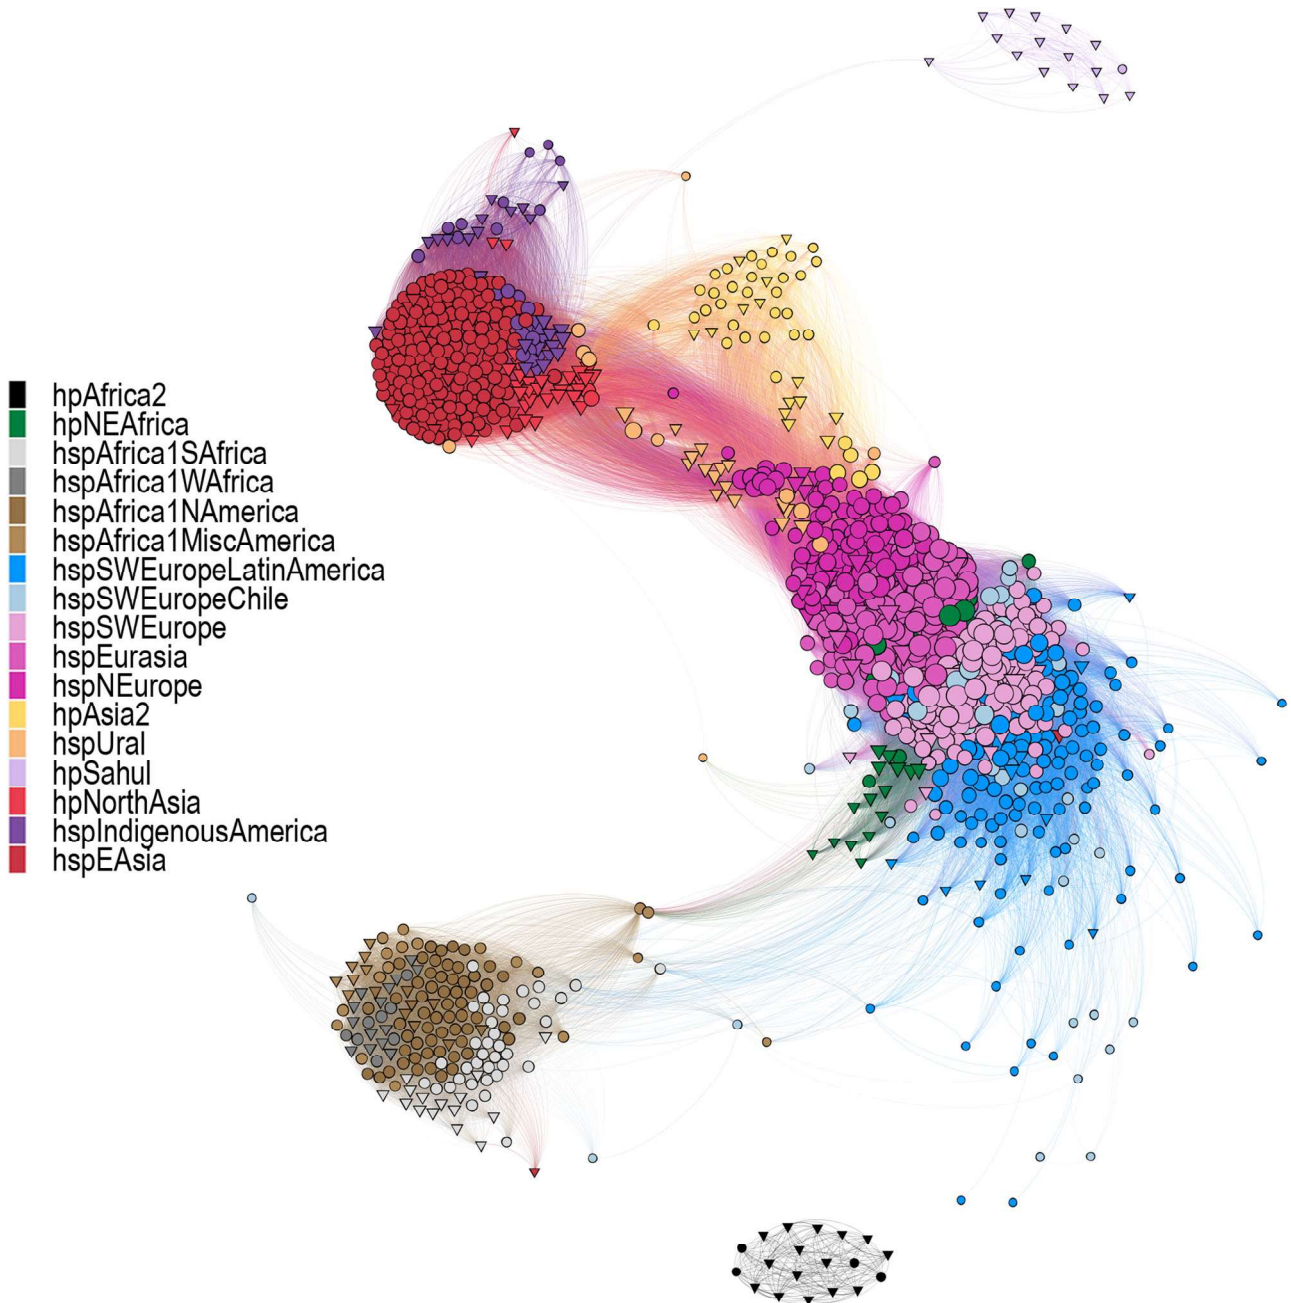 hpAfrica2
hpNEAfrica
hspAfrica1SAfrica
hspAfrica1WAfrica
hspAfrica1NAmerica
hspAfrica1MiscAmerica
hspSWEuropeLatinAmerica
hspSWEuropeChile
hspSWEurope
hspEurasia
hspNEurope
hpAsia2
hspUral
hpSahul
hpNorthAsia
hspIndigenousAmerica
hspEAsia